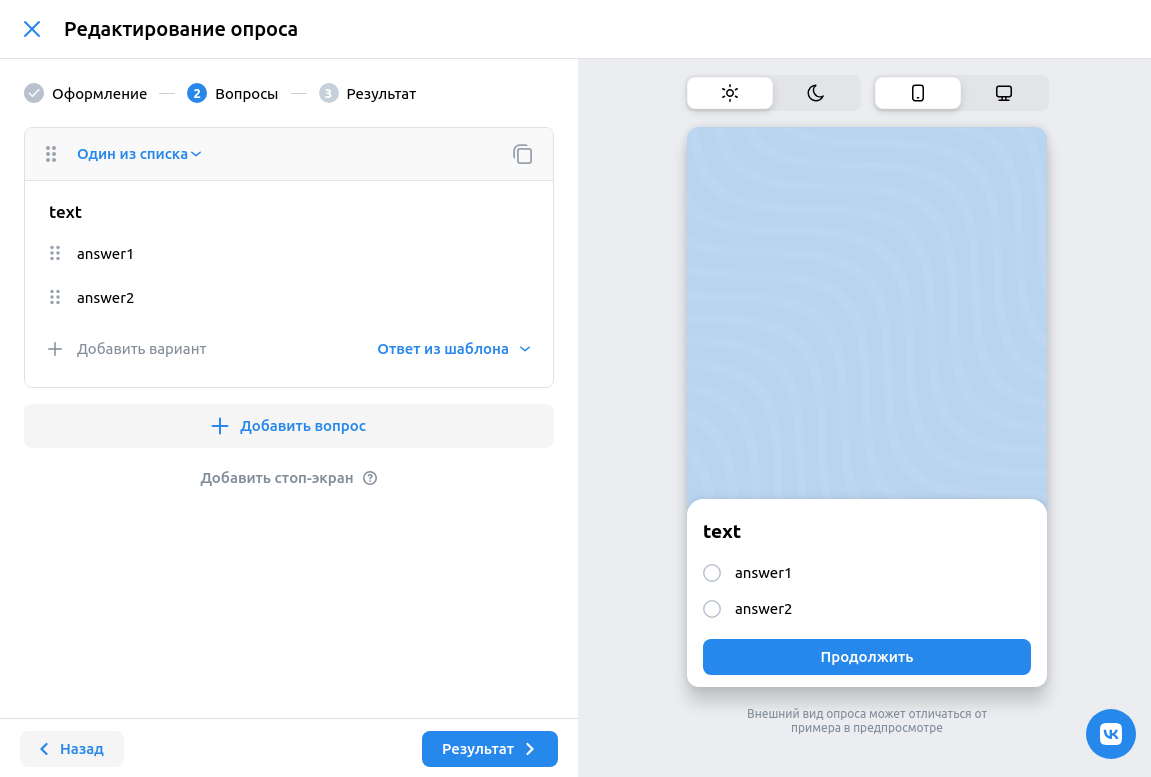 Редактирование опроса
Оформление
2 Вопросы
3 Результат
Один из списка
text
answer1
answer2
Добавить вариант
Ответ из шаблона
Добавить вопрос
Добавить стоп-экран ?
Назад
Результат
text
answer1
answer2
Продолжить
Внешний вид опроса может отличаться от
примера в предпросмотре